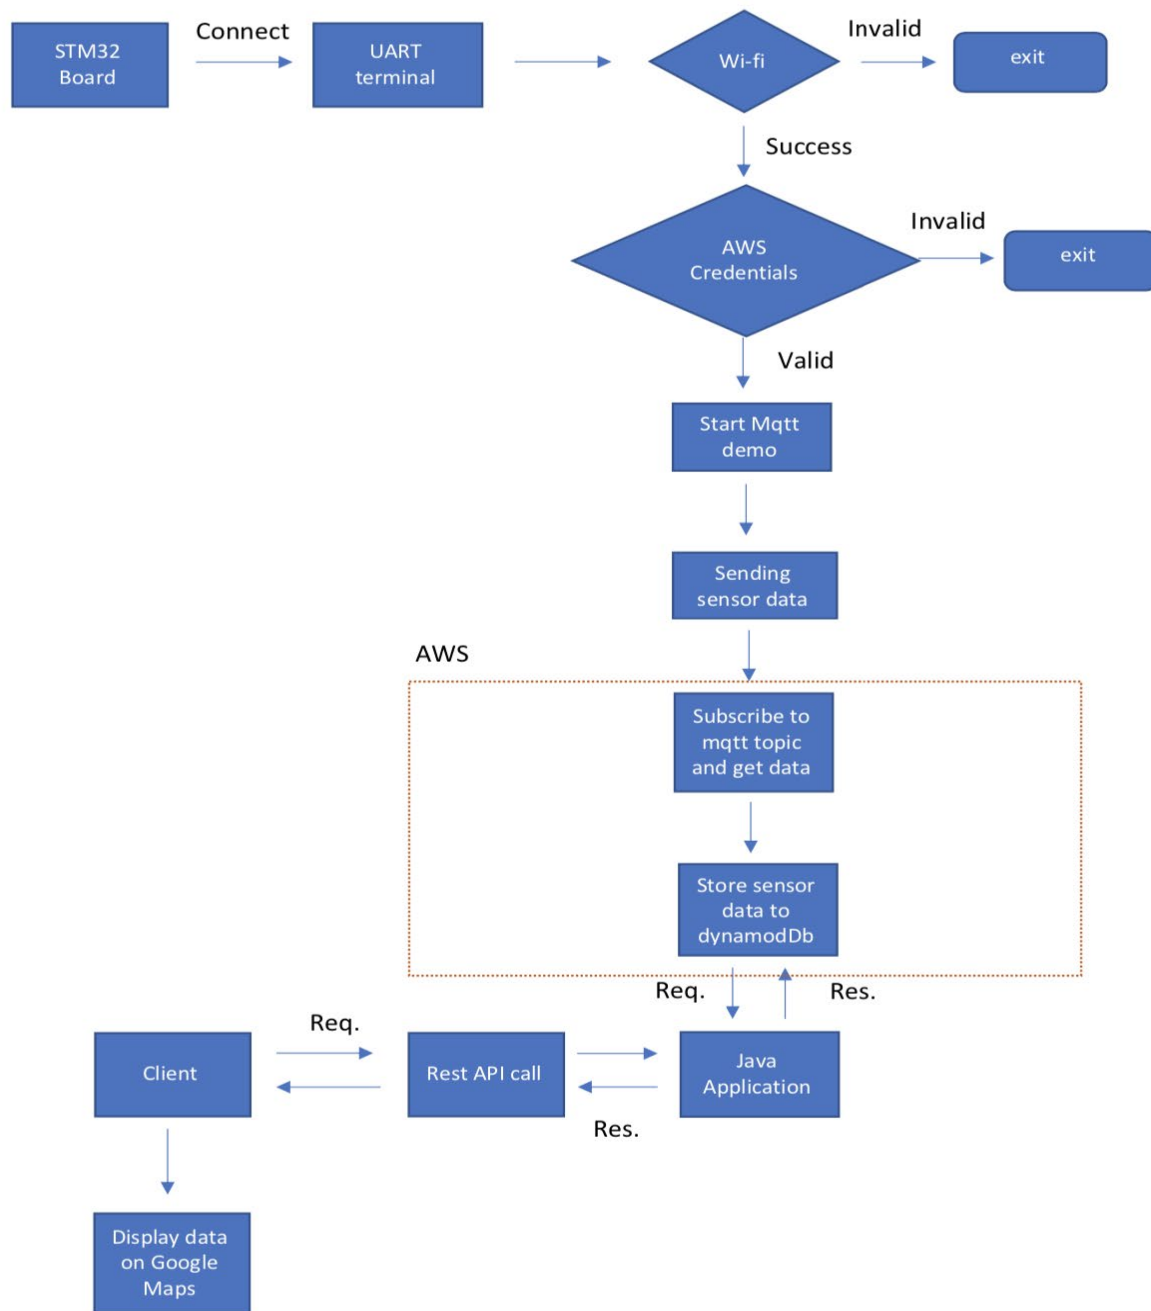 STM32
Board
Connect
UART
terminal
Wi-fi
Invalid
exit
Success
AWS
Credentials
Invalid
exit
Valid
Start Mqtt
demo
Sending
sensor data
AWS
Subscribe to
mqtt topic
and get data
Store sensor
data to
dynamodDb
Req.
Res.
Client
Req.
Rest API call
Res.
Java
Application
Display data
on Google
Maps